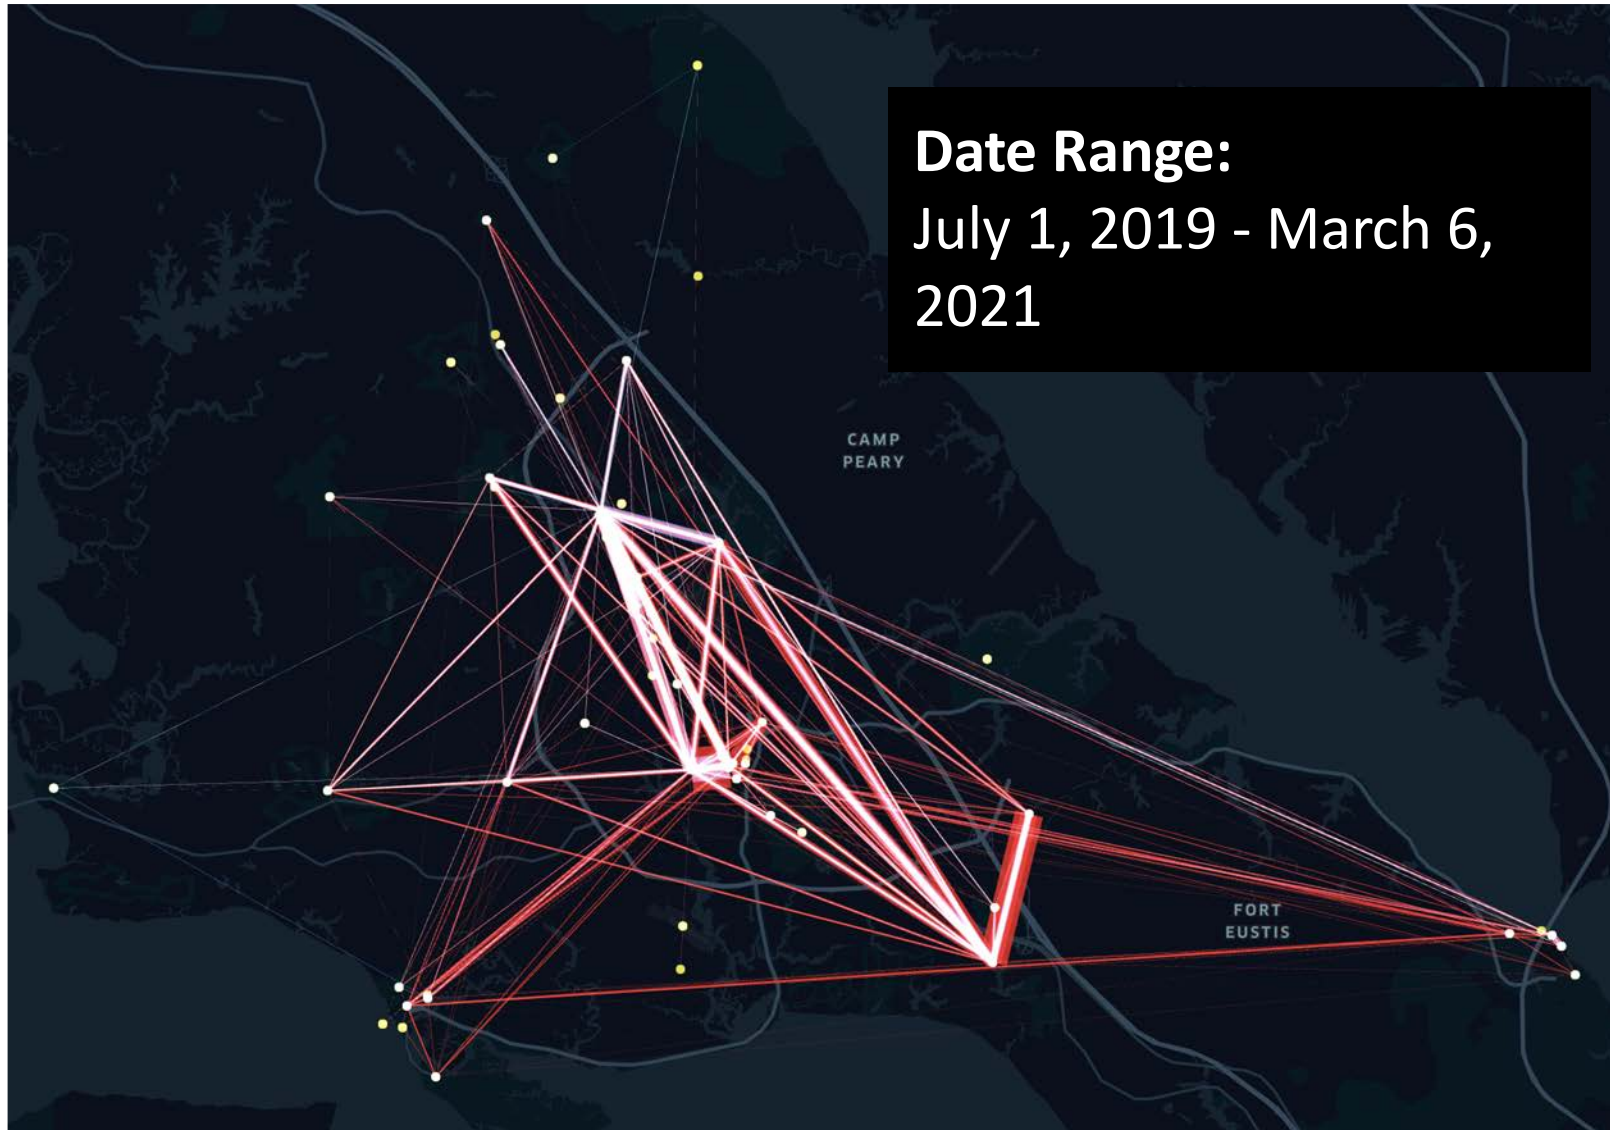 Date Range:
July 1, 2019 - March 6,
2021
CAMP
PEARY
FORT
EUSTIS